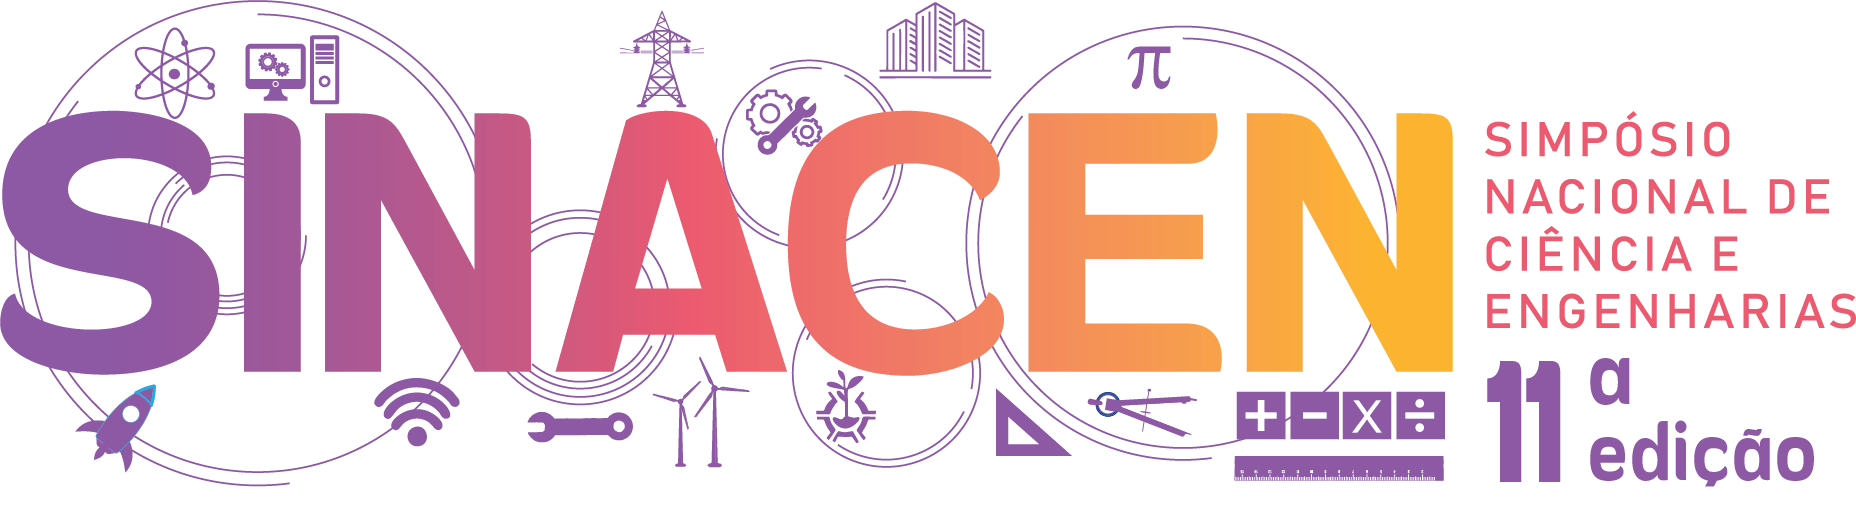 SINACEN
SIMPÓSIO
NACIONAL DE
CIÊNCIA E
ENGENHARIAS
11ª
edição
π
+ - X ÷